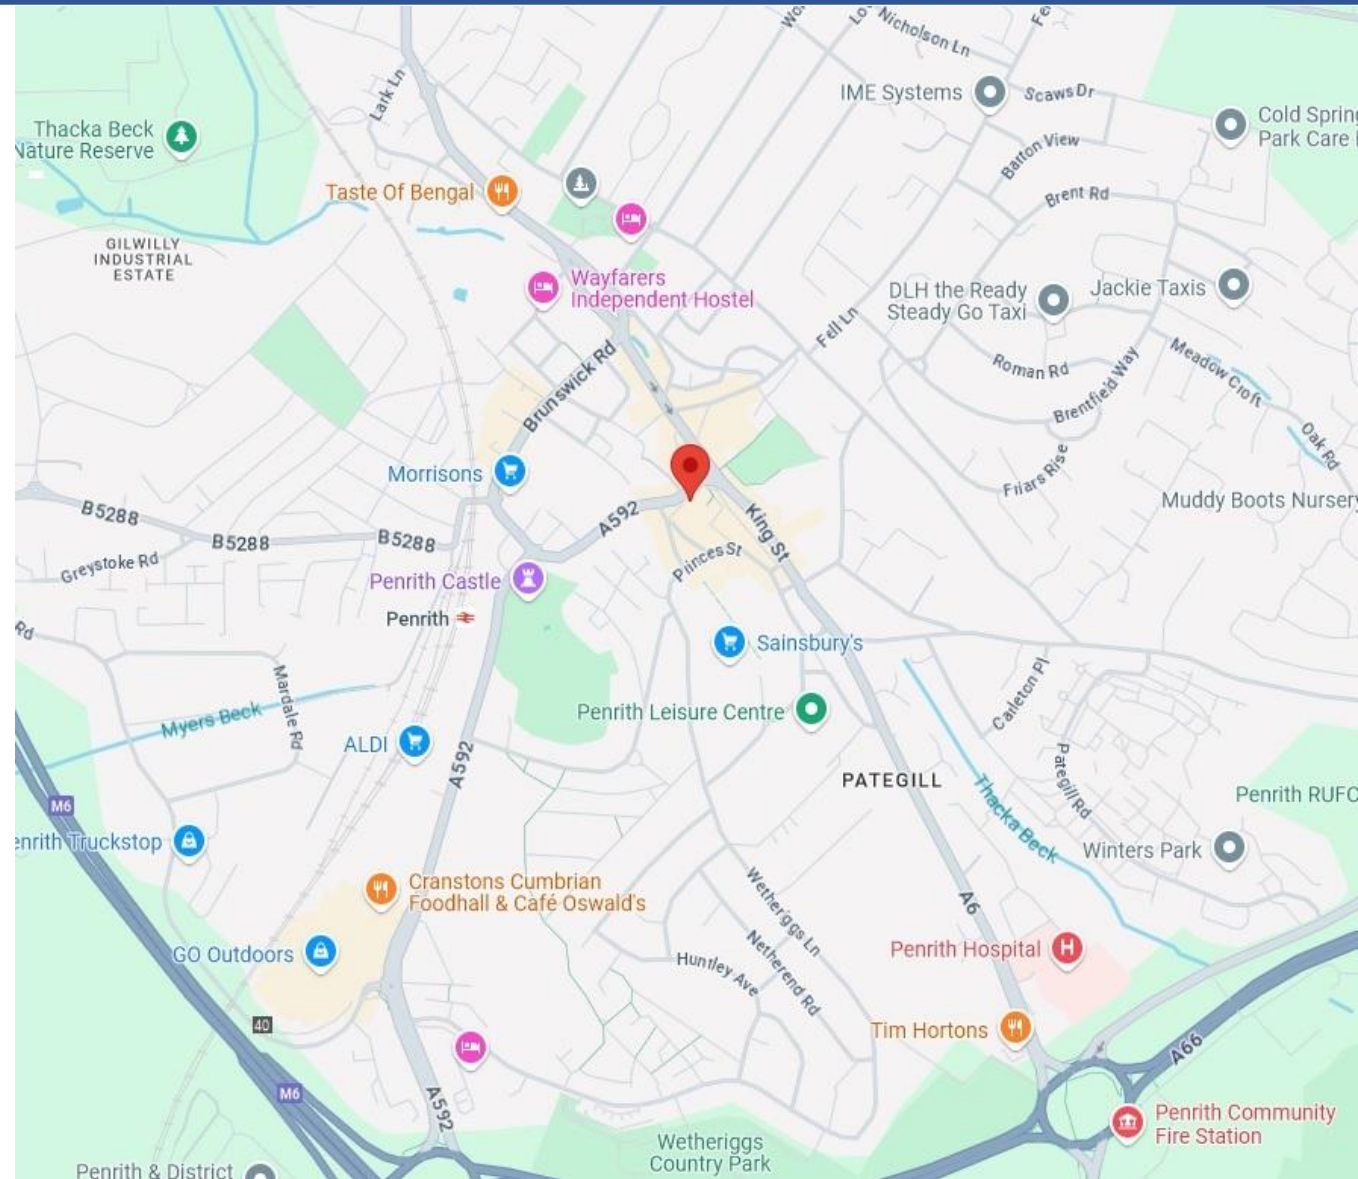 Nicholson Ln
Lark Ln
IME Systems
Scaws Dr
Cold Spring
Park Care
Thacka Beck
Nature Reserve
Barton View
Taste Of Bengal
Brent Rd
GILWILLY
INDUSTRIAL
ESTATE
Wayfarers
Independent Hostel
DLH the Ready
Steady Go Taxi
Jackie Taxis
Fell Ln
Roman Rd
Meadow Croft
Brentfield Way
Brunswick Rd
Oak Rd
Friars Rise
Morrisons
Muddy Boots Nursery
B5288
B5288
B5288
A592
King St
Greystoke Rd
Princes St
Penrith Castle
Penrith
Rd
Sainsbury's
Mardale Rd
Carleton Pl
Myers Beck
Penrith Leisure Centre
ALDI
A592
PATEGILL
Pategill Rd
Thacka Beck
M6
Penrith RUFC
enrith Truckstop
Winters Park
Cranstons Cumbrian
Foodhall & Café Oswald's
Wetheriggs Ln
A6
GO Outdoors
Netherend Rd
Huntley Ave
Penrith Hospital
H
40
Tim Hortons
A66
M6
A592
Penrith Community
Fire Station
Wetheriggs
Country Park
Penrith & District